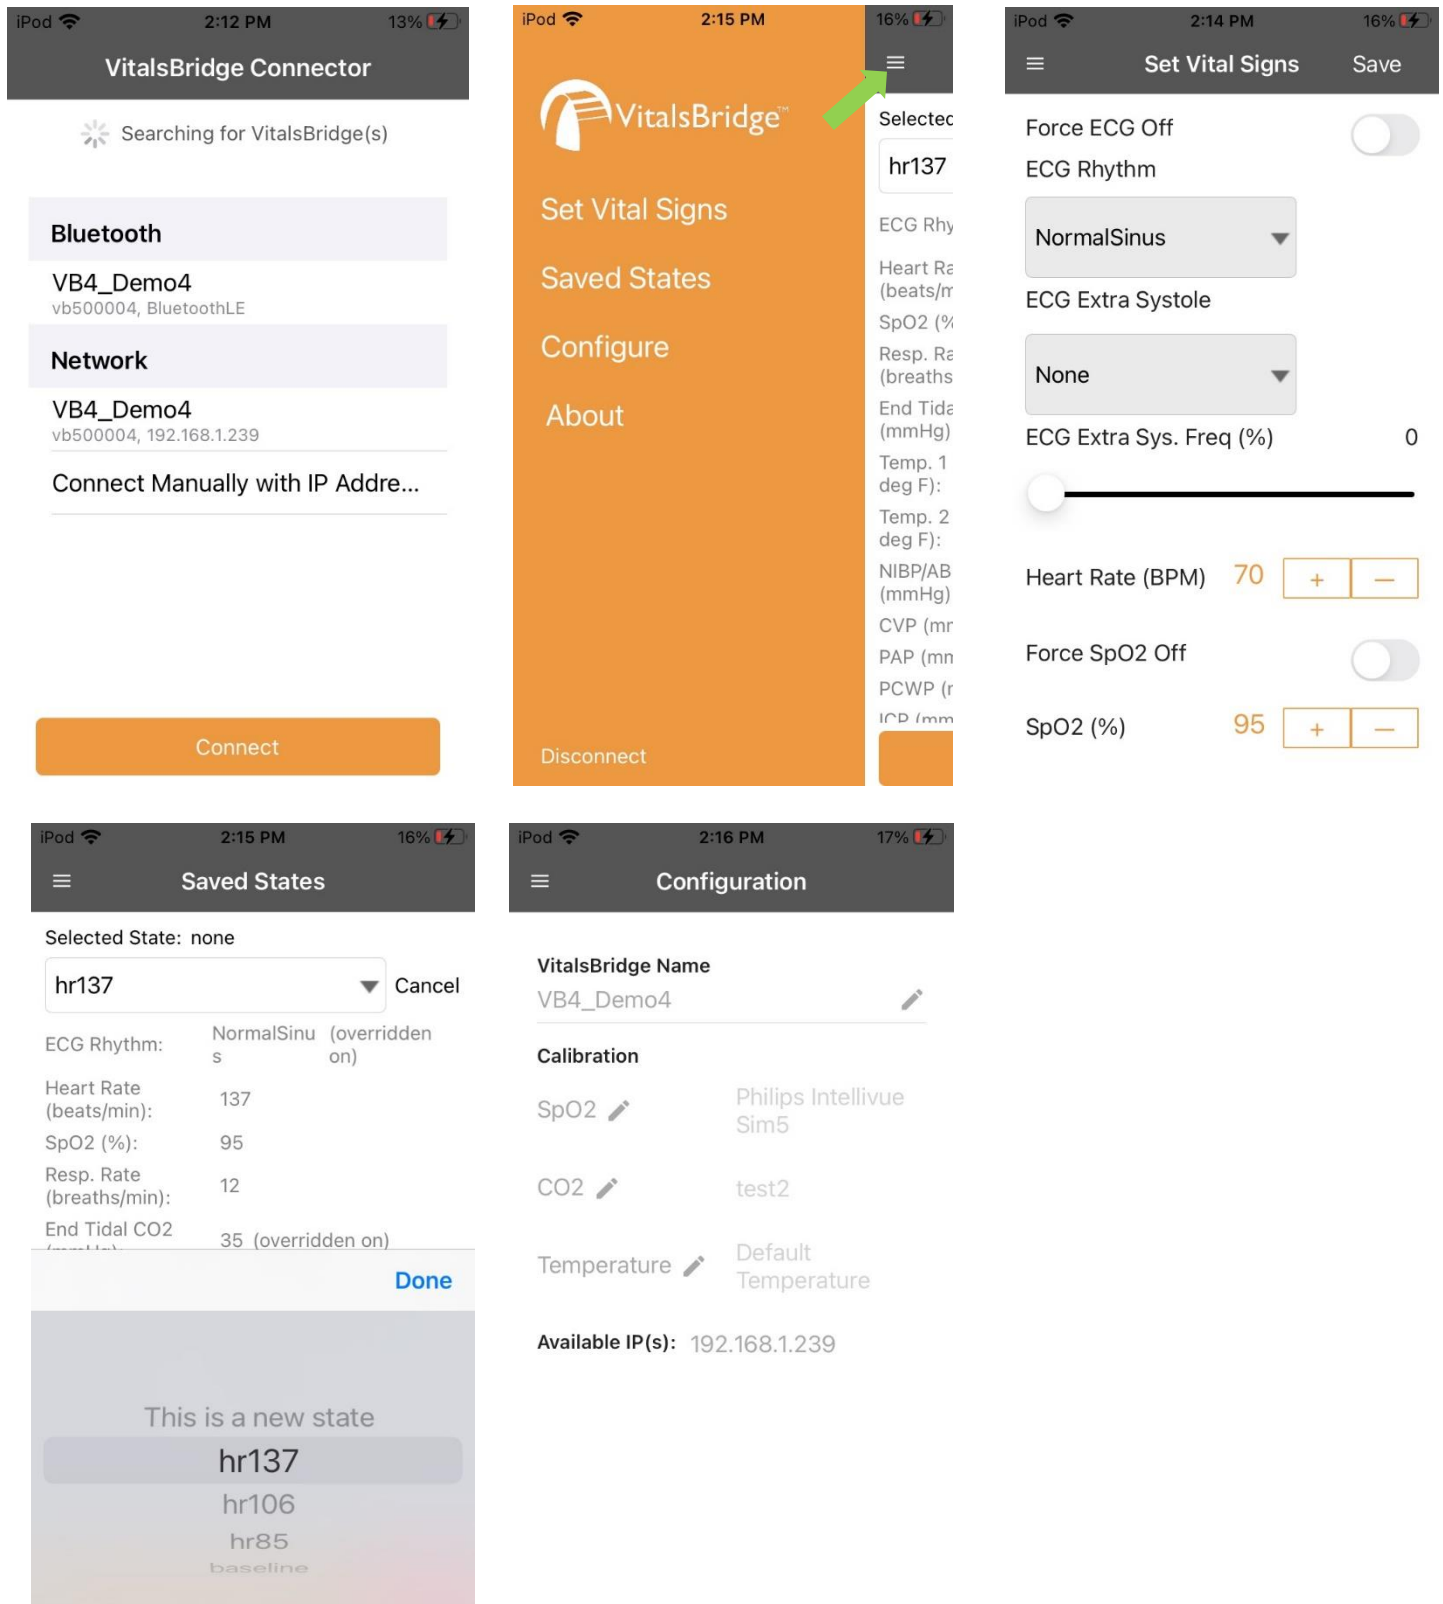 iPod 2:12 PM 13%
VitalsBridge Connector
Searching for VitalsBridge(s)
Bluetooth
VB4_Demo4
vb500004, BluetoothLE
Network
VB4_Demo4
vb500004, 192.168.1.239
Connect Manually with IP Addre...
Connect
iPod 2:15 PM 16%
VitalsBridge™
Set Vital Signs
Saved States
Configure
About
Disconnect
Selected
hr137
ECG Rhy
Heart Ra
(beats/m
SpO2 (%
Resp. Ra
(breaths
End Tida
(mmHg)
Temp. 1
deg F):
Temp. 2
deg F):
NIBP/AB
(mmHg)
CVP (mr
PAP (mm
PCWP (r
ICP (mm
iPod 2:14 PM 16%
Set Vital Signs Save
Force ECG Off
ECG Rhythm
NormalSinus
ECG Extra Systole
None
ECG Extra Sys. Freq (%) 0
Heart Rate (BPM) 70 + —
Force SpO2 Off
SpO2 (%) 95 + —
iPod 2:15 PM 16%
Saved States
Selected State: none
hr137 Cancel
ECG Rhythm: NormalSinu (overridden
s on)
Heart Rate
(beats/min): 137
SpO2 (%): 95
Resp. Rate
(breaths/min): 12
End Tidal CO2
35 (overridden on)
Done
This is a new state
hr137
hr106
hr85
baseline
iPod 2:16 PM 17%
Configuration
VitalsBridge Name
VB4_Demo4
Calibration
SpO2 Philips Intellivue
Sim5
CO2 test2
Temperature Default
Temperature
Available IP(s): 192.168.1.239